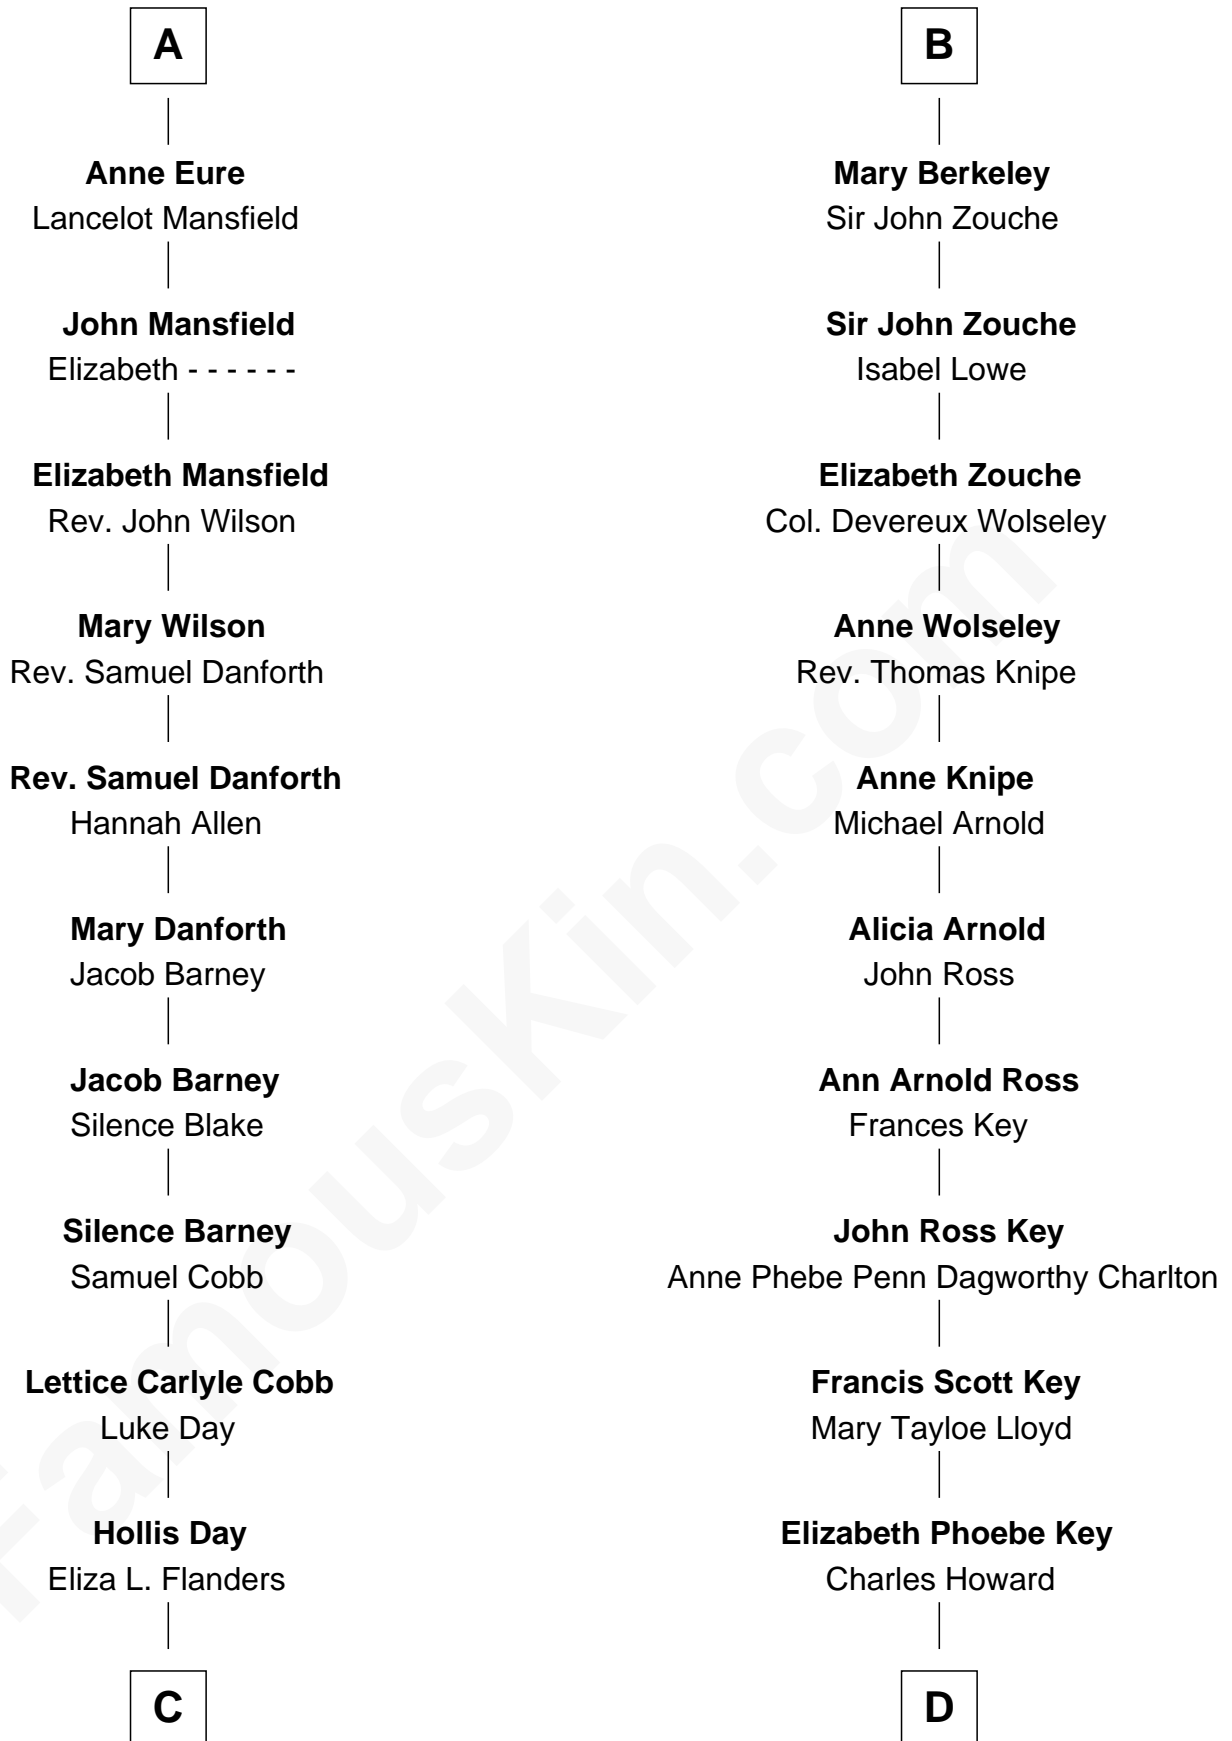 A
Anne Eure
Lancelot Mansfield
John Mansfield
Elizabeth - - - - - -
Elizabeth Mansfield
Rev. John Wilson
Mary Wilson
Rev. Samuel Danforth
Rev. Samuel Danforth
Hannah Allen
Mary Danforth
Jacob Barney
Jacob Barney
Silence Blake
Silence Barney
Samuel Cobb
Lettice Carlyle Cobb
Luke Day
Hollis Day
Eliza L. Flanders
C
B
Mary Berkeley
Sir John Zouche
Sir John Zouche
Isabel Lowe
Elizabeth Zouche
Col. Devereux Wolseley
Anne Wolseley
Rev. Thomas Knipe
Anne Knipe
Michael Arnold
Alicia Arnold
John Ross
Ann Arnold Ross
Frances Key
John Ross Key
Anne Phebe Penn Dagworthy Charlton
Francis Scott Key
Mary Tayloe Lloyd
Elizabeth Phoebe Key
Charles Howard
D
FamousKin.com